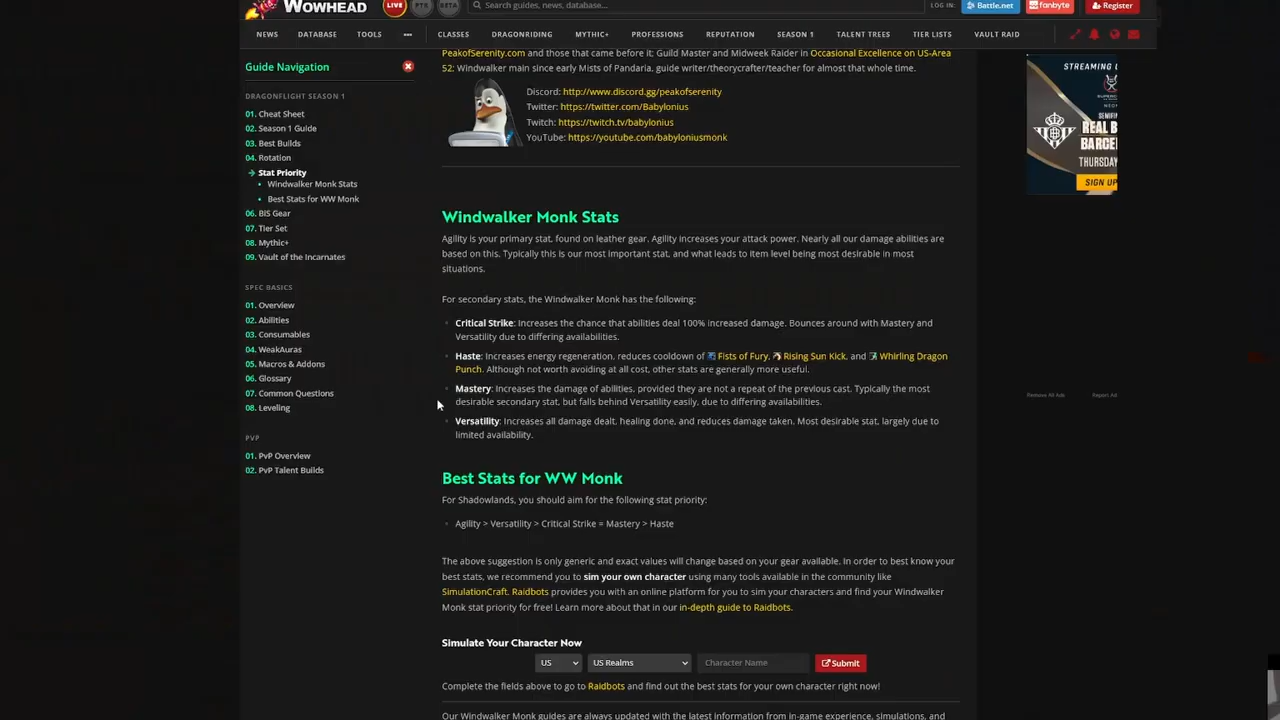 WOWHEAD
LIVE
PTR
BETA
Search guides, news, database...
LOG IN:
Battle.net
fanbyte
Register
NEWS
DATABASE
TOOLS
CLASSES
DRAGONRIDING
MYTHIC+
PROFESSIONS
REPUTATION
SEASON 1
TALENT TREES
TIER LISTS
VAULT RAID
Guide Navigation
DRAGONFLIGHT SEASON 1
01. Cheat Sheet
02. Season 1 Guide
03. Best Builds
04. Rotation
Stat Priority
Windwalker Monk Stats
Best Stats for WW Monk
06. BIS Gear
07. Tier Set
08. Mythic+
09. Vault of the Incarnates
SPEC BASICS
01. Overview
02. Abilities
03. Consumables
04. WeakAuras
05. Macros & Addons
06. Glossary
07. Common Questions
08. Leveling
PVP
01. PvP Overview
02. PvP Talent Builds
PeakofSerenity.com and those that came before it; Guild Master and Midweek Raider in Occasional Excellence on US-Area
52: Windwalker main since early Mists of Pandaria, guide writer/theorycrafter/teacher for almost that whole time.
Discord: http://www.discord.gg/peakofserenity
Twitter: https://twitter.com/Babylonius
Twitch: https://twitch.tv/babylonius
YouTube: https://youtube.com/babyloniusmonk
Windwalker Monk Stats
Agility is your primary stat, found on leather gear. Agility increases your attack power. Nearly all our damage abilities are
based on this. Typically this is our most important stat, and what leads to item level being most desirable in most
situations.
For secondary stats, the Windwalker Monk has the following:
Critical Strike: Increases the chance that abilities deal 100% increased damage. Bounces around with Mastery and
Versatility due to differing availabilities.
Haste: Increases energy regeneration, reduces cooldown of Fists of Fury, Rising Sun Kick, and Whirling Dragon
Punch. Although not worth avoiding at all cost, other stats are generally more useful.
Mastery: Increases the damage of abilities, provided they are not a repeat of the previous cast. Typically the most
desirable secondary stat, but falls behind Versatility easily, due to differing availabilities.
Versatility: Increases all damage dealt, healing done, and reduces damage taken. Most desirable stat, largely due to
limited availability.
Best Stats for WW Monk
For Shadowlands, you should aim for the following stat priority:
Agility > Versatility > Critical Strike = Mastery > Haste
The above suggestion is only generic and exact values will change based on your gear available. In order to best know your
best stats, we recommend you to sim your own character using many tools available in the community like
SimulationCraft. Raidbots provides you with an online platform for you to sim your characters and find your Windwalker
Monk stat priority for free! Learn more about that in our in-depth guide to Raidbots.
Simulate Your Character Now
US
US Realms
Character Name
Submit
Complete the fields above to go to Raidbots and find out the best stats for your own character right now!
Our Windwalker Monk guides are always updated with the latest information from in-game experience, simulations, and
STREAMING L
SEMIFIN
REAL B
BARCEL
THURSDA
SIGN UP
Remove All Ads
Report Ad